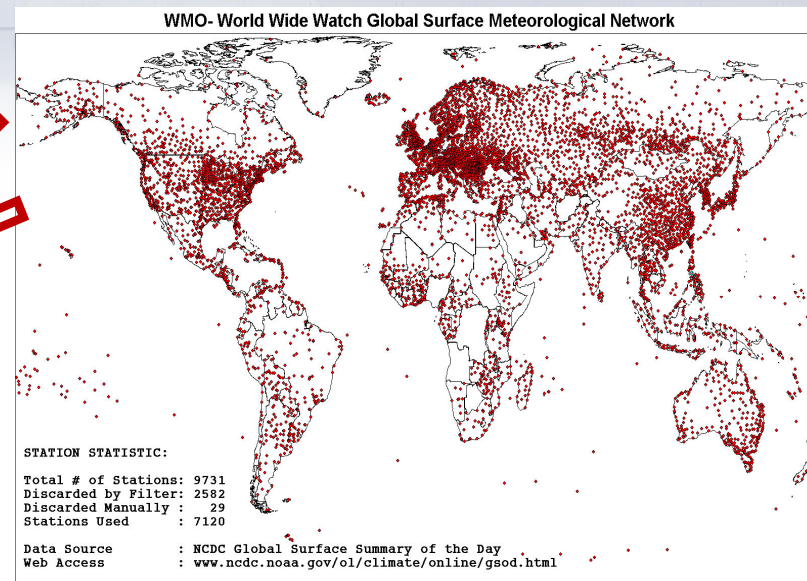 WMO- World Wide Watch Global Surface Meteorological Network
STATION STATISTIC:
Total # of Stations: 9731
Discarded by Filter: 2582
Discarded Manually : 29
Stations Used : 7120
Data Source : NCDC Global Surface Summary of the Day
Web Access : www.ncdc.noaa.gov/ol/climate/online/gsod.html